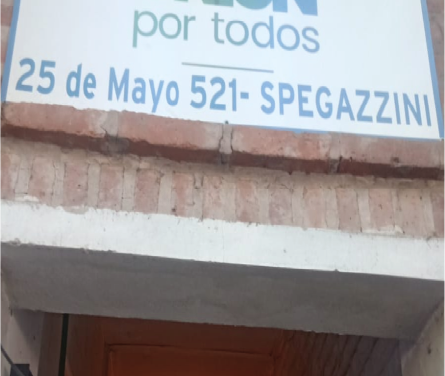 por todos
25 de Mayo 521- SPEGAZZINI